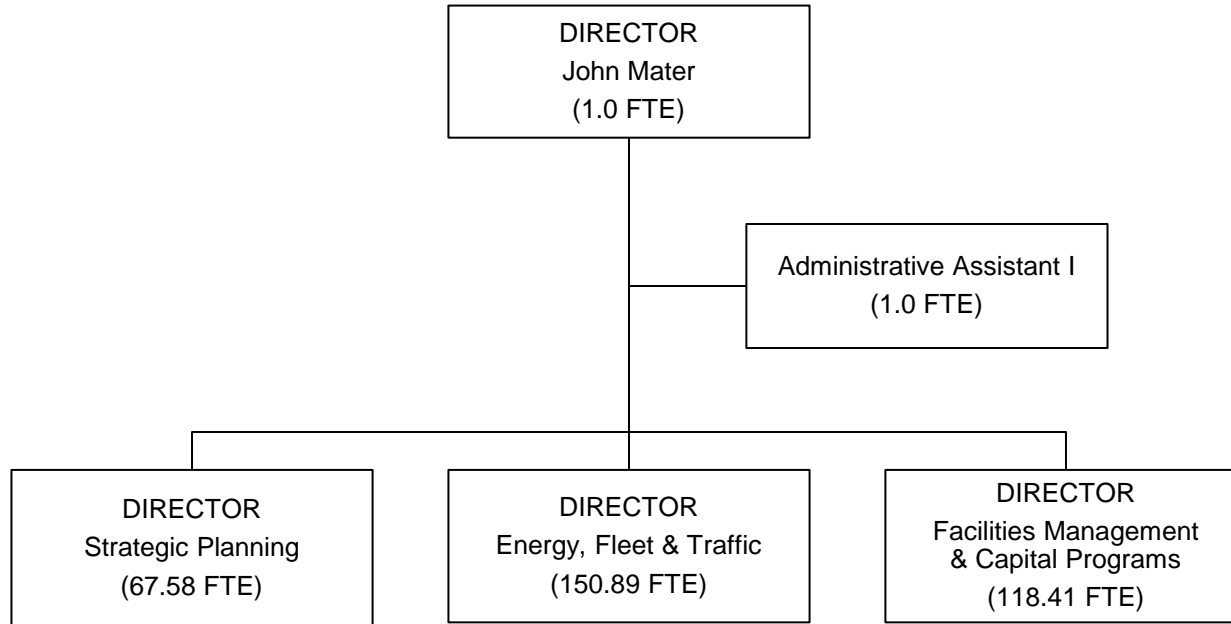 DIRECTOR
John Mater
(1.0 FTE)
Administrative Assistant I
(1.0 FTE)
DIRECTOR
Strategic Planning
(67.58 FTE)
DIRECTOR
Energy, Fleet & Traffic
(150.89 FTE)
DIRECTOR
Facilities Management
& Capital Programs
(118.41 FTE)